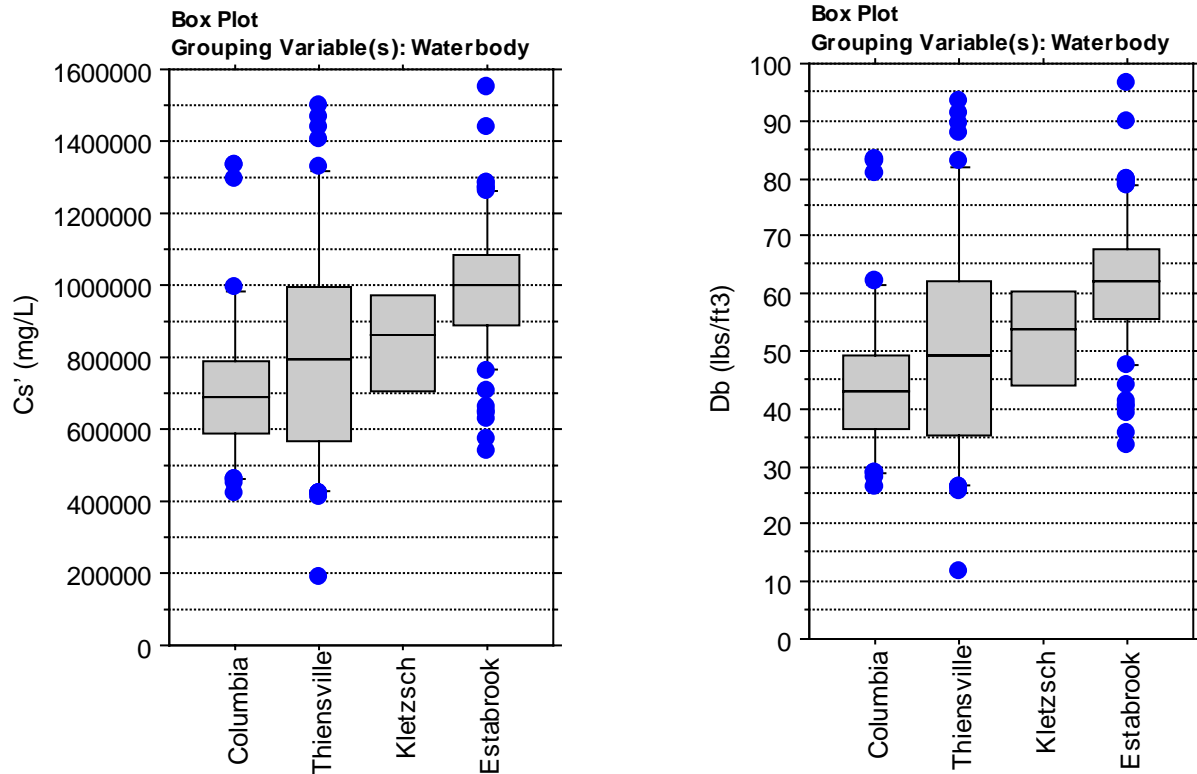 Box Plot
Grouping Variable(s): Waterbody
1600000
1400000
1200000
1000000
800000
600000
400000
200000
0
Cs’ (mg/L)
Columbia
Thiensville
Kletzsch
Estabrook
Box Plot
Grouping Variable(s): Waterbody
100
90
80
70
60
50
40
30
20
10
0
Db (lbs/ft3)
Columbia
Thiensville
Kletzsch
Estabrook